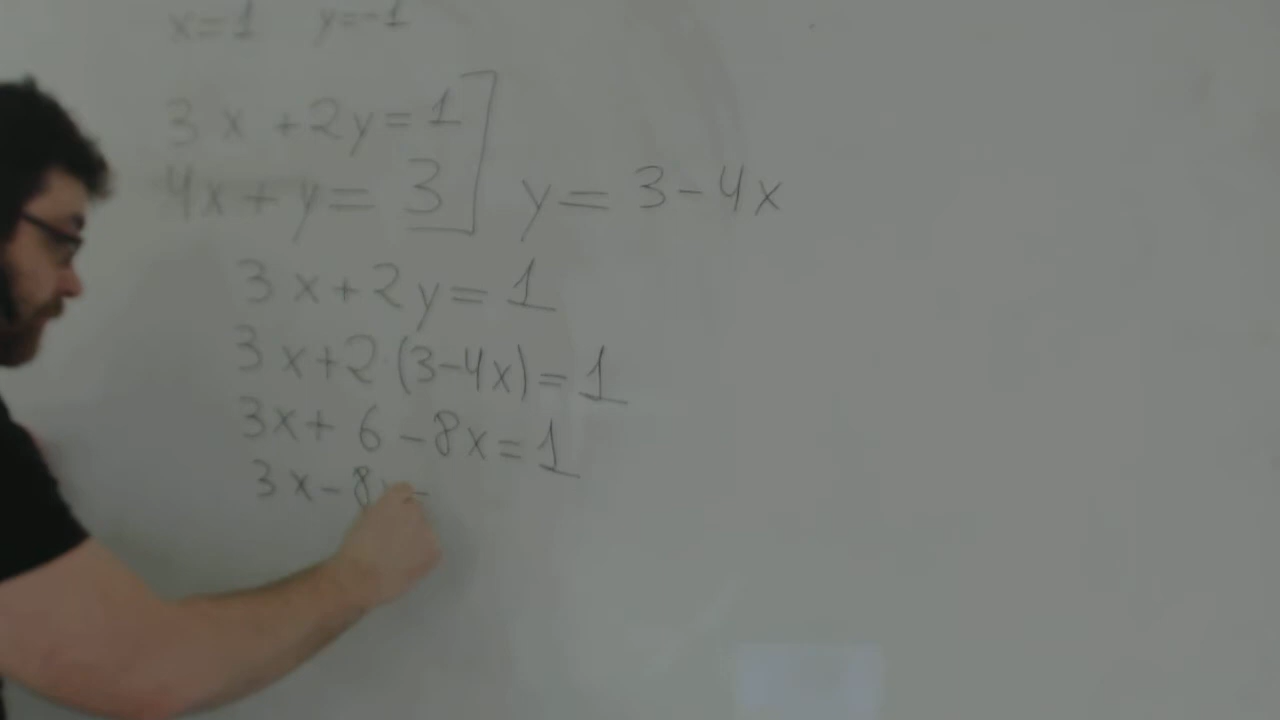 x=1 y=-1
3x+2y=1
4x+y=3 y=3-4x
3x+2y=1
3x+2·(3-4x)=1
3x+6-8x=1
3x-8x=